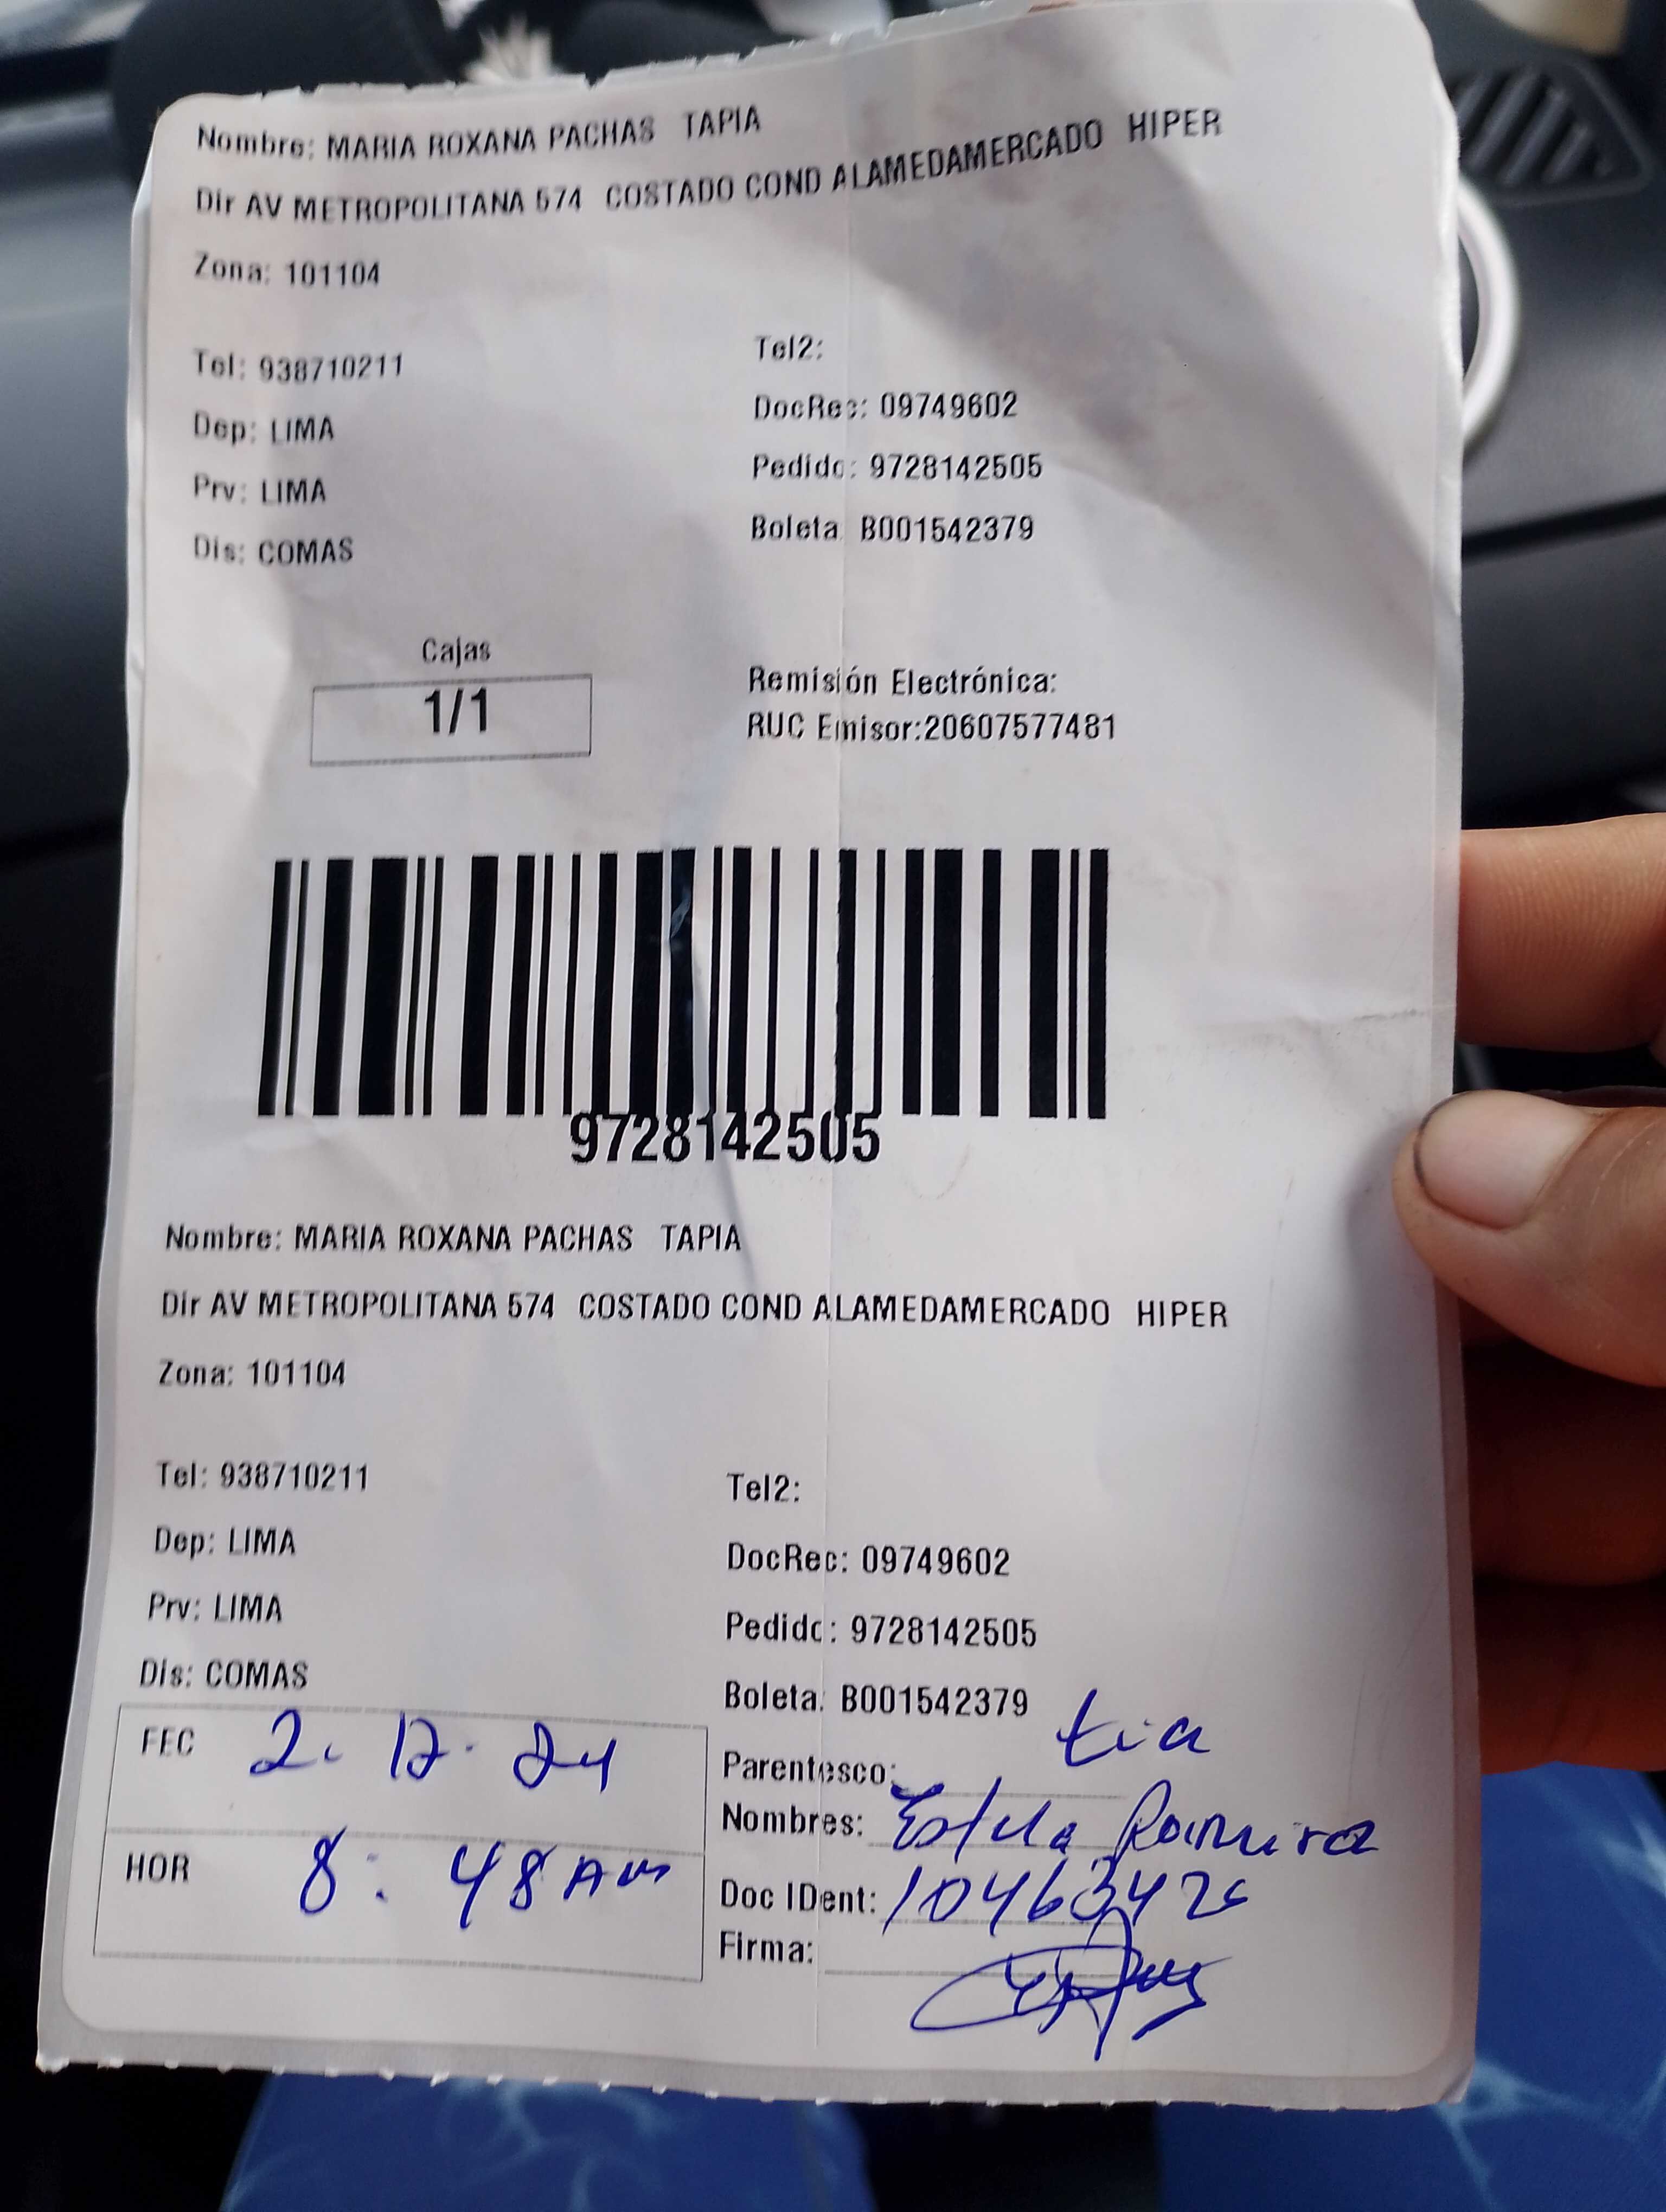 Nombre: MARIA ROXANA PACHAS TAPIA
Dir AV METROPOLITANA 574 COSTADO COND ALAMEDAMERCADO HIPER
Zona: 101104
Tel: 938710211
Tel2:
Dep: LIMA
DocRec: 09749602
Prv: LIMA
Pedido: 9728142505
Dis: COMAS
Boleta: B001542379
Cajas
1/1
Remisión Electrónica:
RUC Emisor:20607577481
9728142505
Nombre: MARIA ROXANA PACHAS TAPIA
Dir AV METROPOLITANA 574 COSTADO COND ALAMEDAMERCADO HIPER
Zona: 101104
Tel: 938710211
Tel2:
Dep: LIMA
DocRec: 09749602
Prv: LIMA
Pedido: 9728142505
Dis: COMAS
Boleta: B001542379
FEC 2. 12. 24
Parentesco: tia
Nombres: Estela
HOR 8:48 Am
Doc IDent:
Firma: